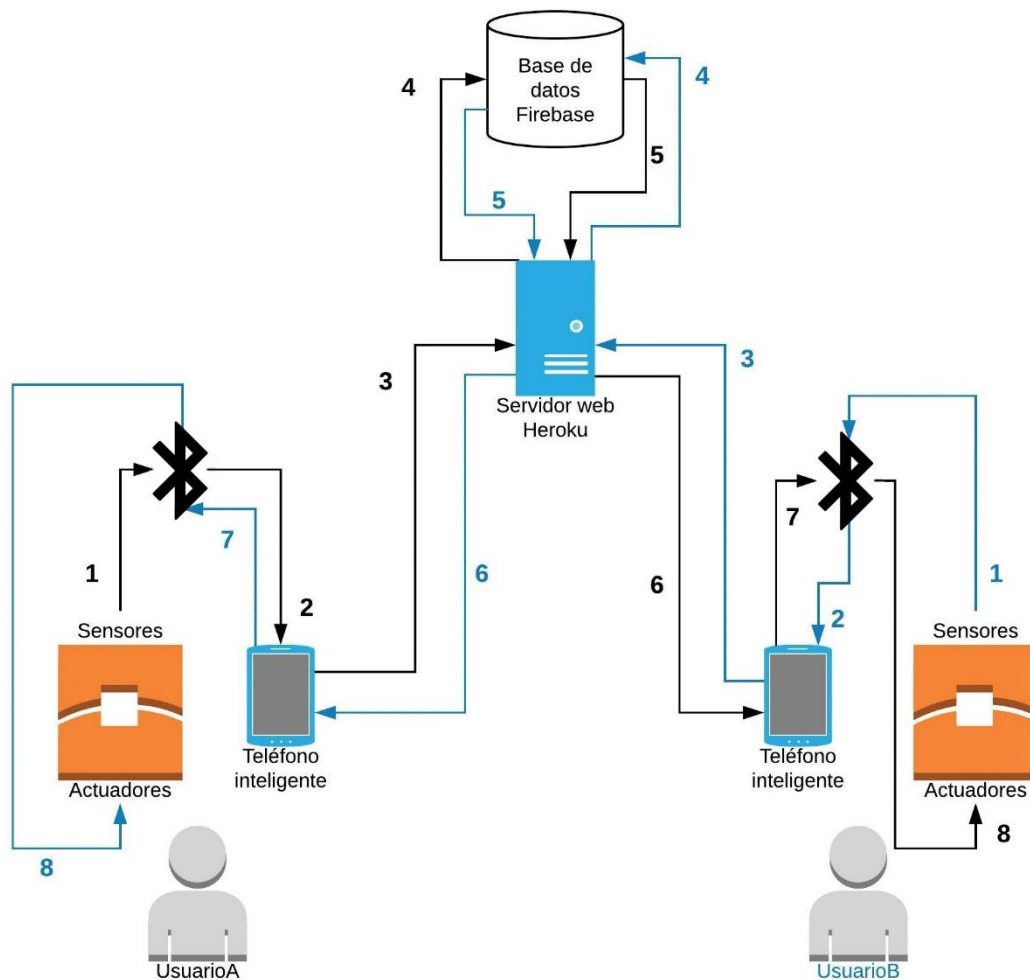 Base de
datos
Firebase
4
4
5
5
Servidor web
Heroku
3
3
7
7
1
1
2
2
6
6
Sensores
Sensores
Teléfono
inteligente
Teléfono
inteligente
Actuadores
Actuadores
8
8
UsuarioA
UsuarioB